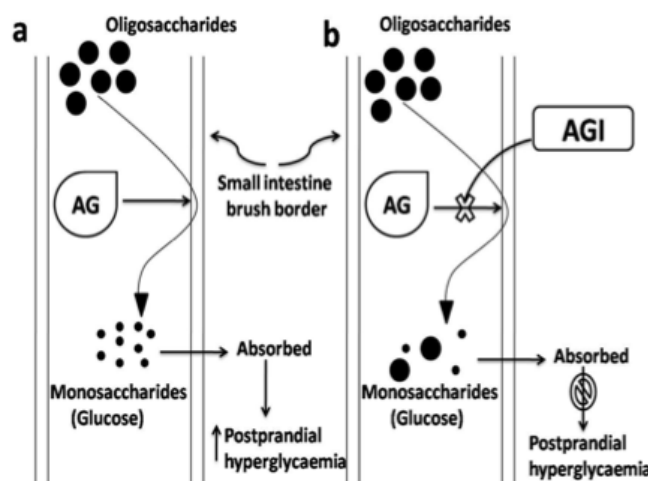 a
Oligosaccharides
AG
Small intestine
brush border
Absorbed
Monosaccharides
(Glucose)
↑Postprandial
hyperglycaemia
b
Oligosaccharides
AGI
AG
Absorbed
Monosaccharides
(Glucose)
Postprandial
hyperglycaemia